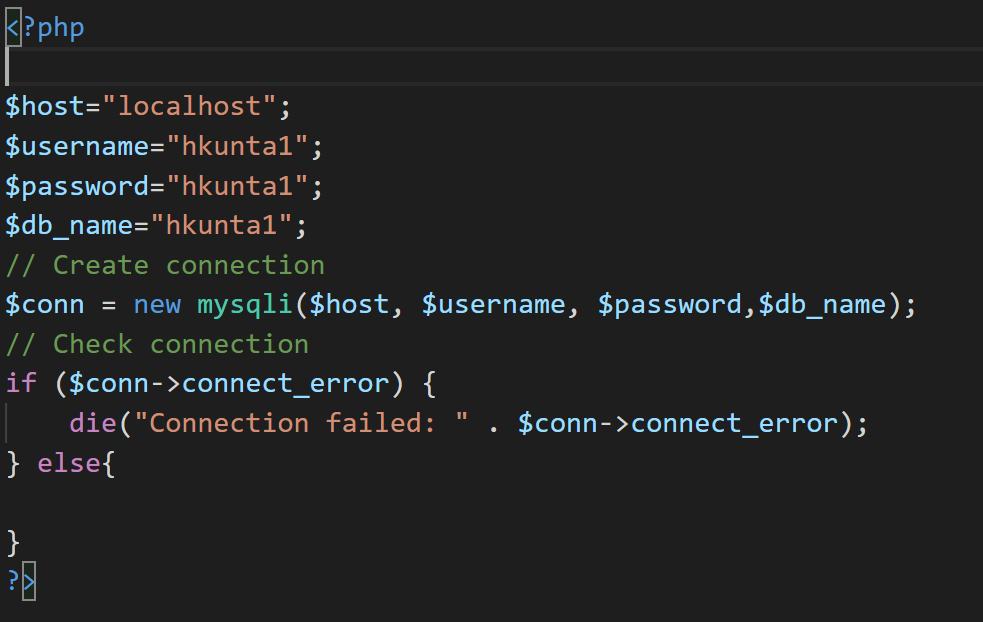 <?php
$host="localhost";
$username="hkunta1";
$password="hkunta1";
$db_name="hkunta1";
// Create connection
$conn = new mysqli($host, $username, $password,$db_name);
// Check connection
if ($conn->connect_error) {
    die("Connection failed: " . $conn->connect_error);
} else{
}
?>